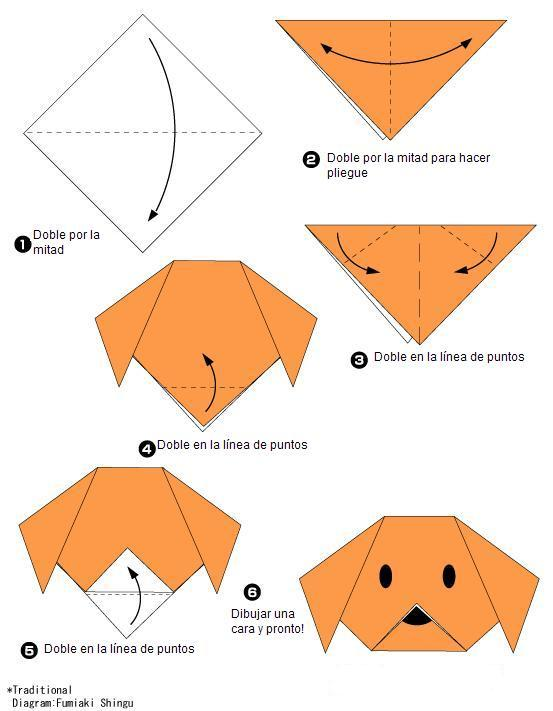 1 Doble por la
mitad
2 Doble por la mitad para hacer
pliegue
3 Doble en la línea de puntos
4 Doble en la línea de puntos
5 Doble en la línea de puntos
6
Dibujar una
cara y pronto!
*Traditional
Diagram:Fumiaki Shingu